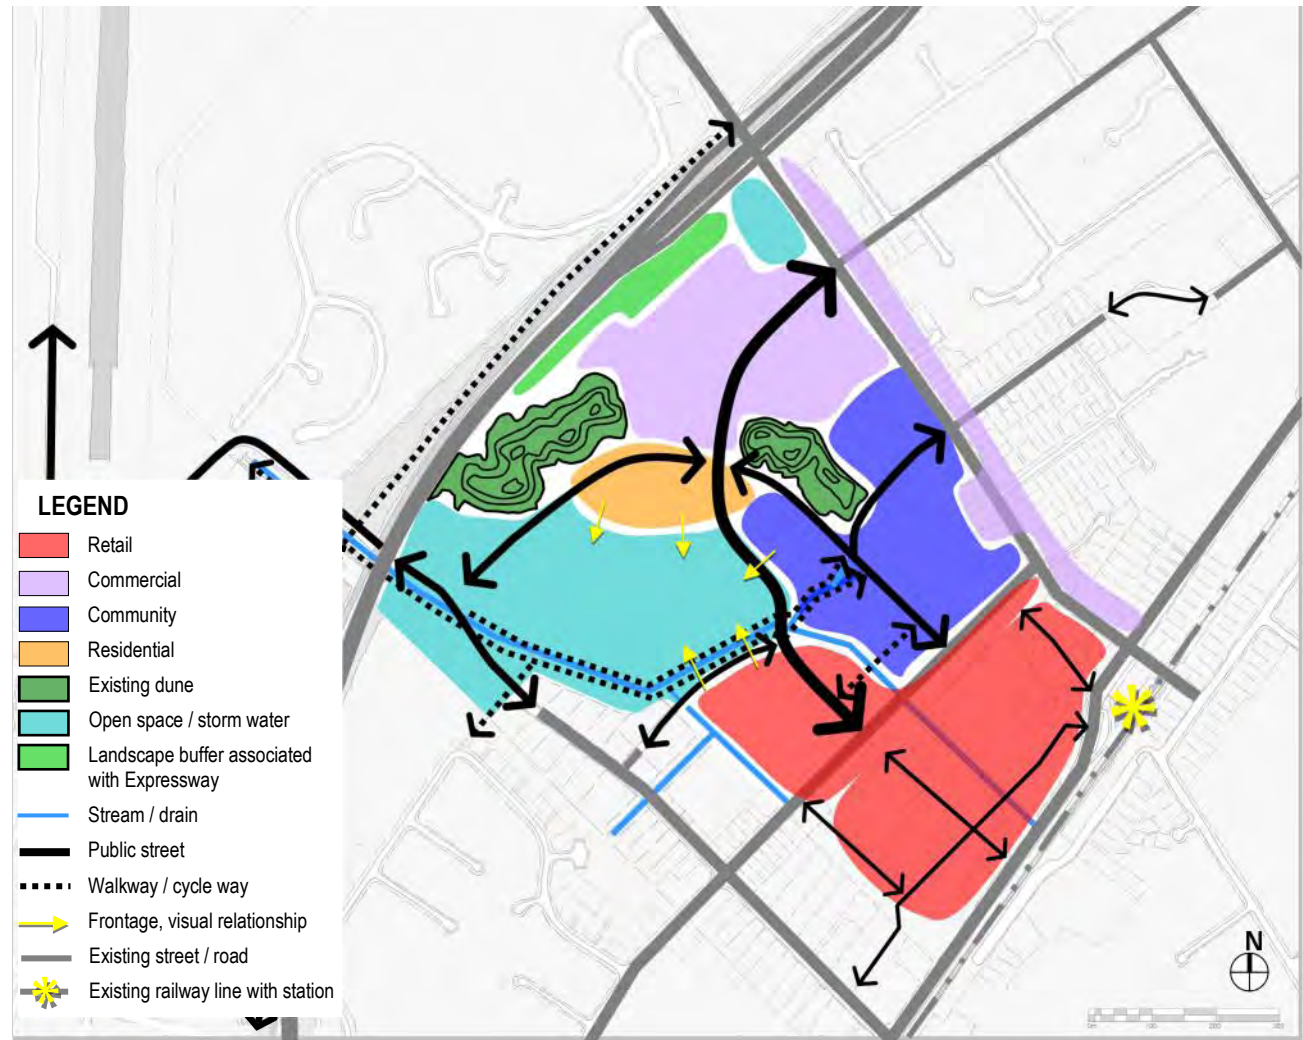 LEGEND
Retail
Commercial
Community
Residential
Existing dune
Open space / storm water
Landscape buffer associated
with Expressway
Stream / drain
Public street
Walkway / cycle way
Frontage, visual relationship
Existing street / road
Existing railway line with station
N